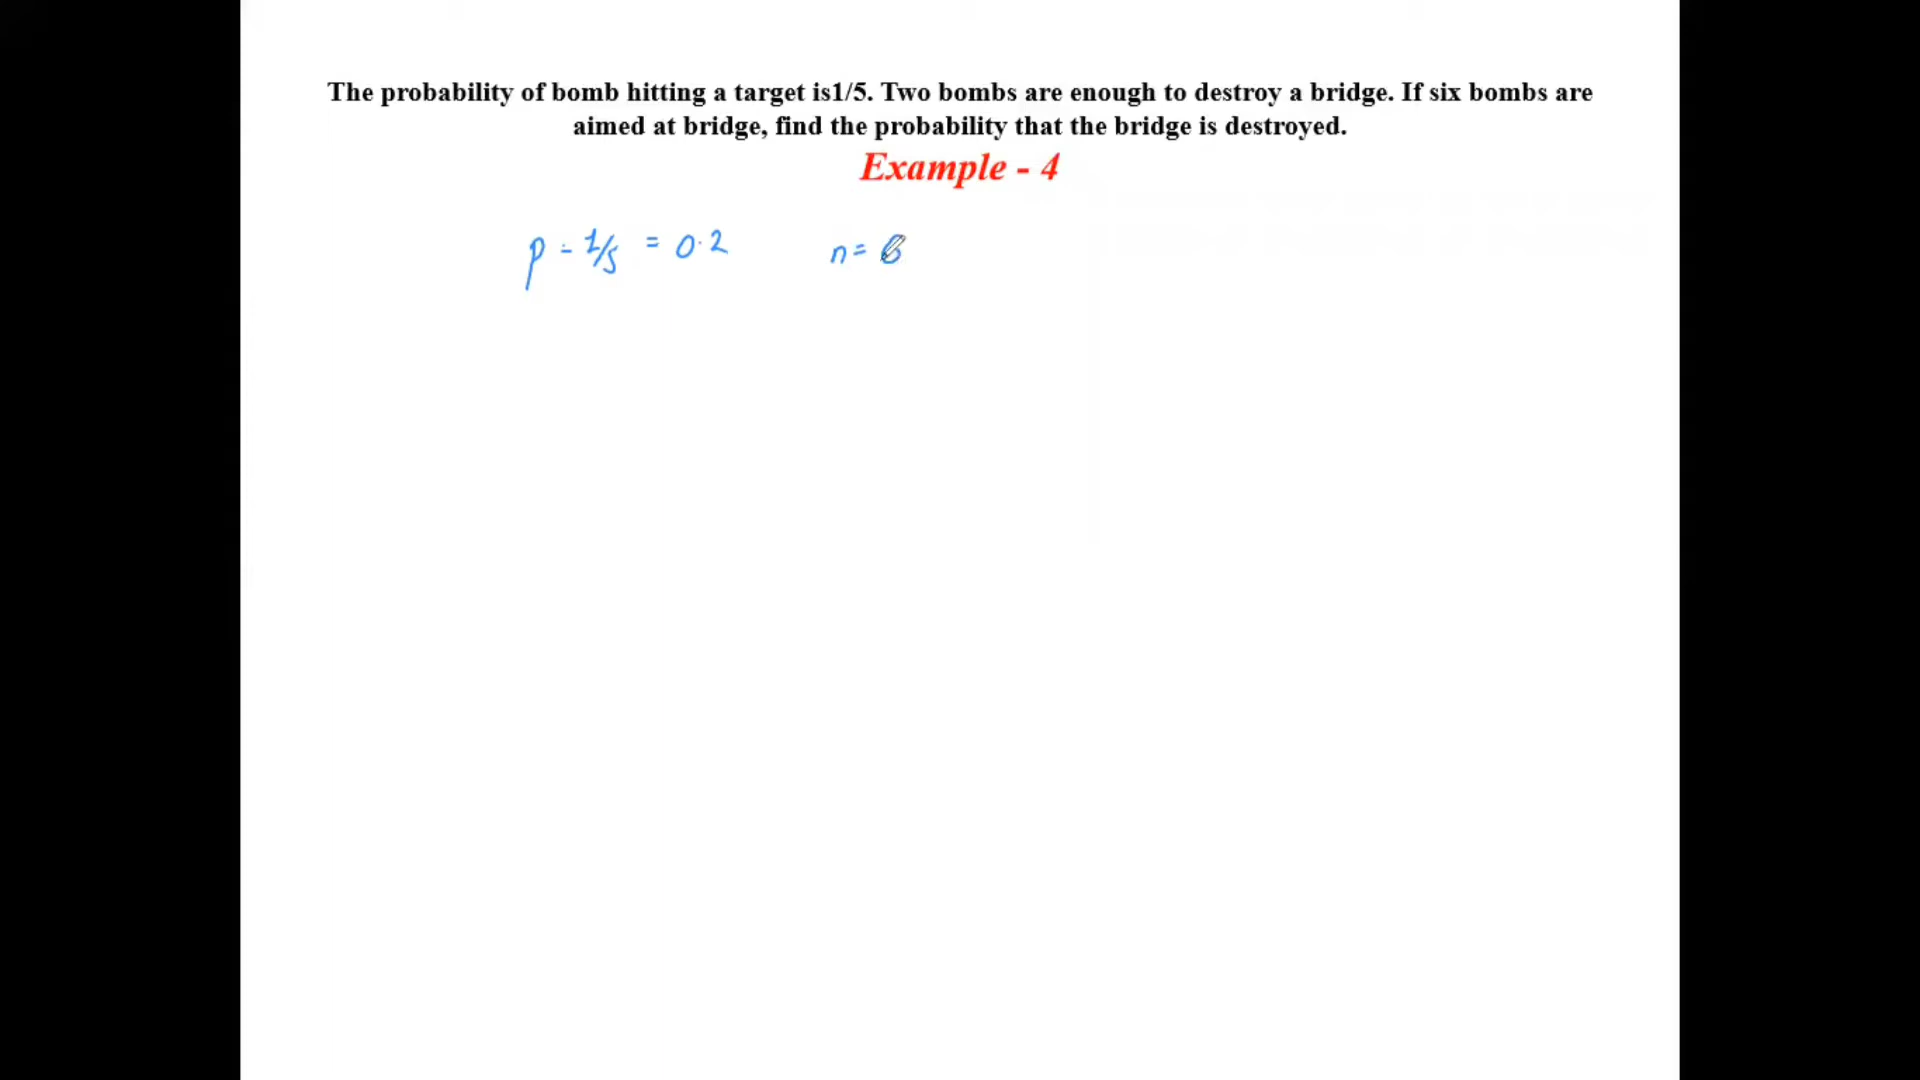 The probability of bomb hitting a target is1/5. Two bombs are enough to destroy a bridge. If six bombs are
aimed at bridge, find the probability that the bridge is destroyed.
Example - 4
p = 1/5 = 0.2 n = 6